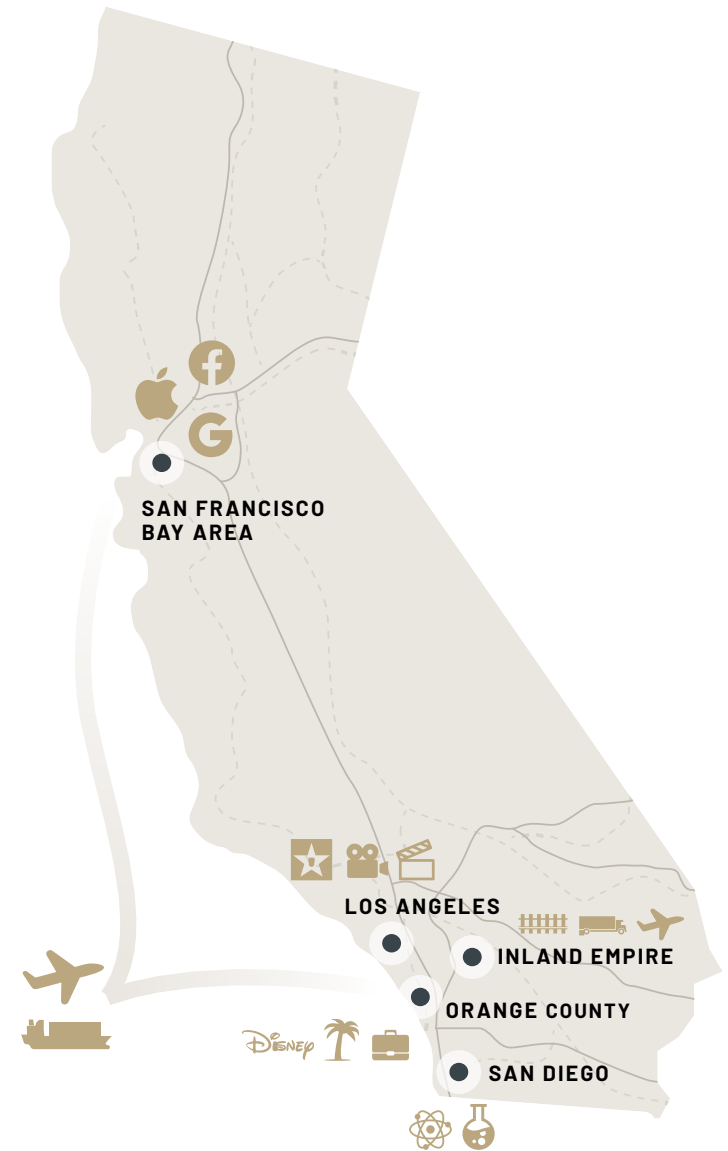 SAN FRANCISCO
BAY AREA
LOS ANGELES
INLAND EMPIRE
ORANGE COUNTY
DISNEY
SAN DIEGO